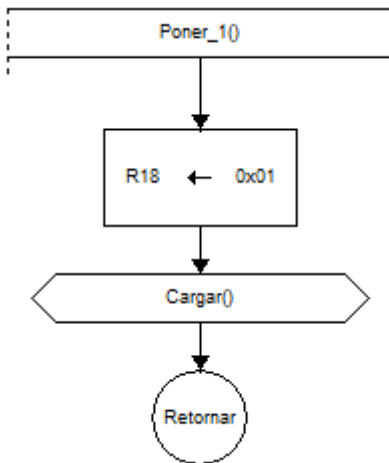 Poner_1()
R18 ← 0x01
Cargar()
Retornar